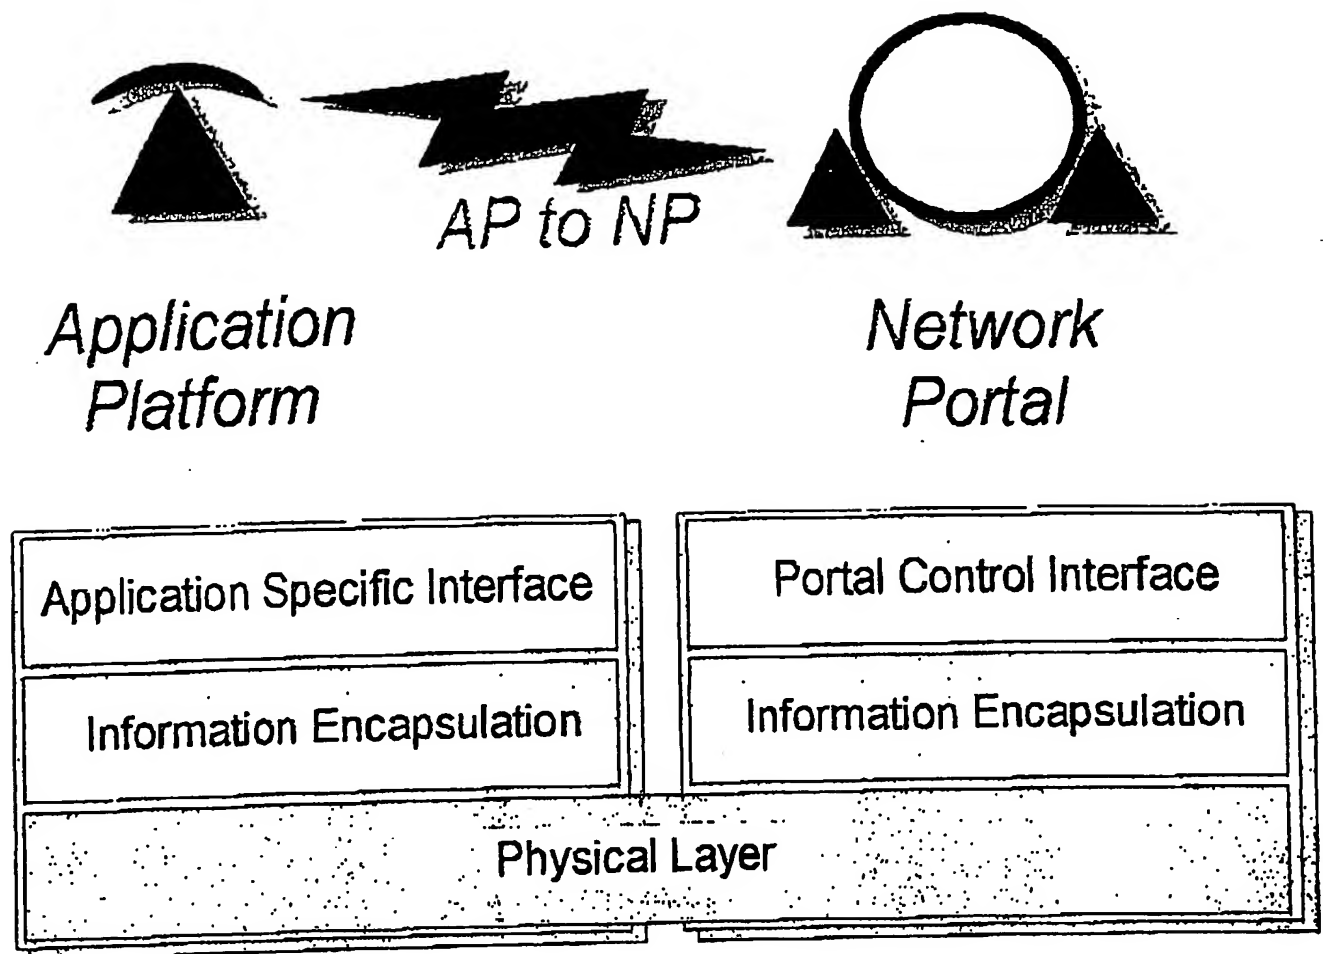 AP to NP
Application
Platform
Network
Portal
Application Specific Interface
Portal Control Interface
Information Encapsulation
Information Encapsulation
Physical Layer